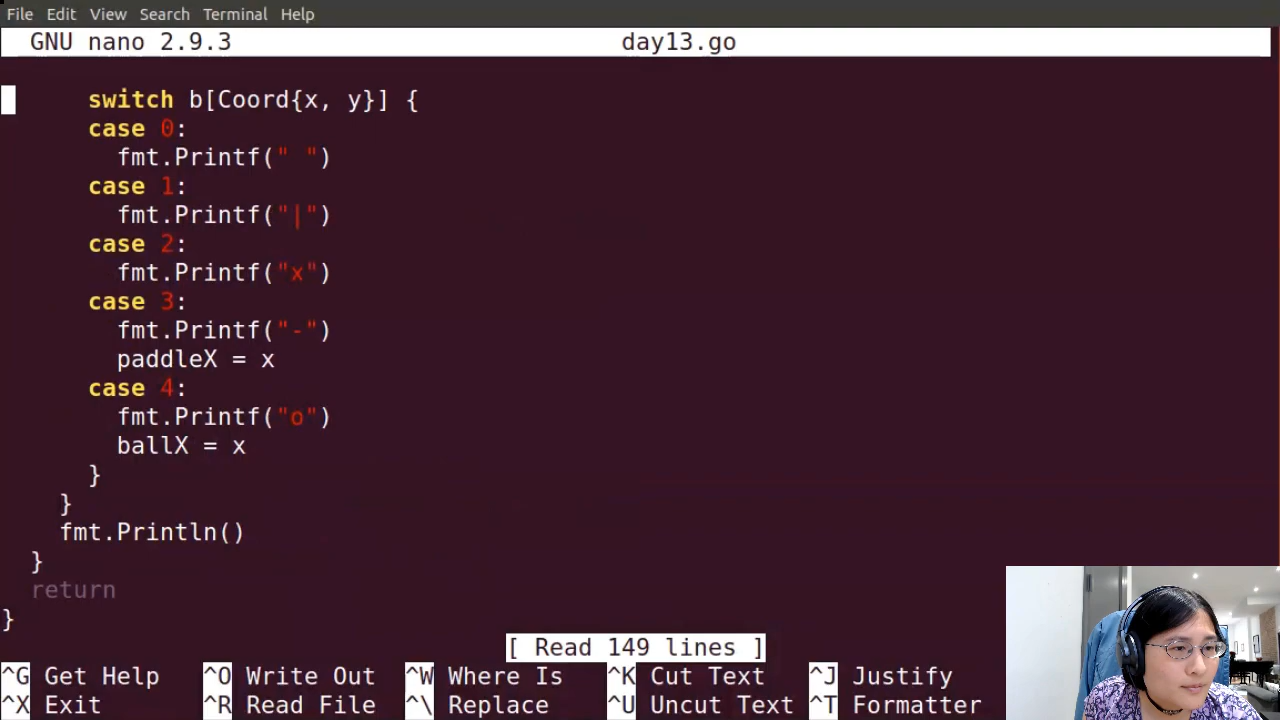 File Edit View Search Terminal Help
GNU nano 2.9.3 day13.go
switch b[Coord{x, y}] {
case 0:
fmt.Printf(" ")
case 1:
fmt.Printf("|")
case 2:
fmt.Printf("x")
case 3:
fmt.Printf("-")
paddleX = x
case 4:
fmt.Printf("o")
ballX = x
}
}
fmt.Println()
}
return
}
[ Read 149 lines ]
^G Get Help ^O Write Out ^W Where Is ^K Cut Text ^J Justify
^X Exit ^R Read File ^\ Replace ^U Uncut Text ^T Formatter